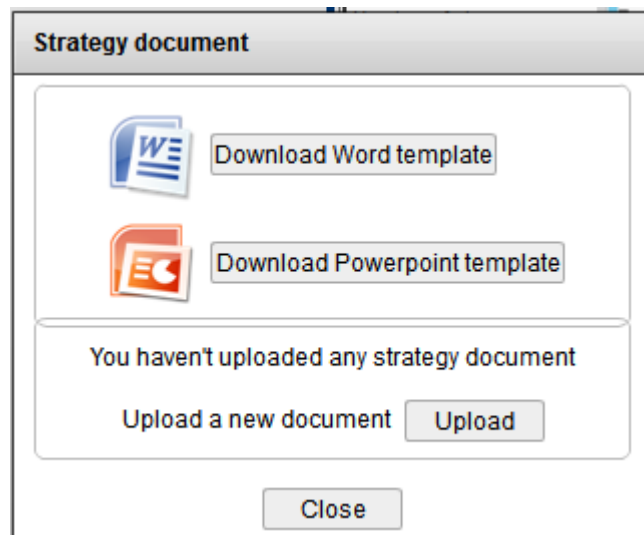 Strategy document
W
Download Word template
Download Powerpoint template
You haven't uploaded any strategy document
Upload a new document Upload
Close